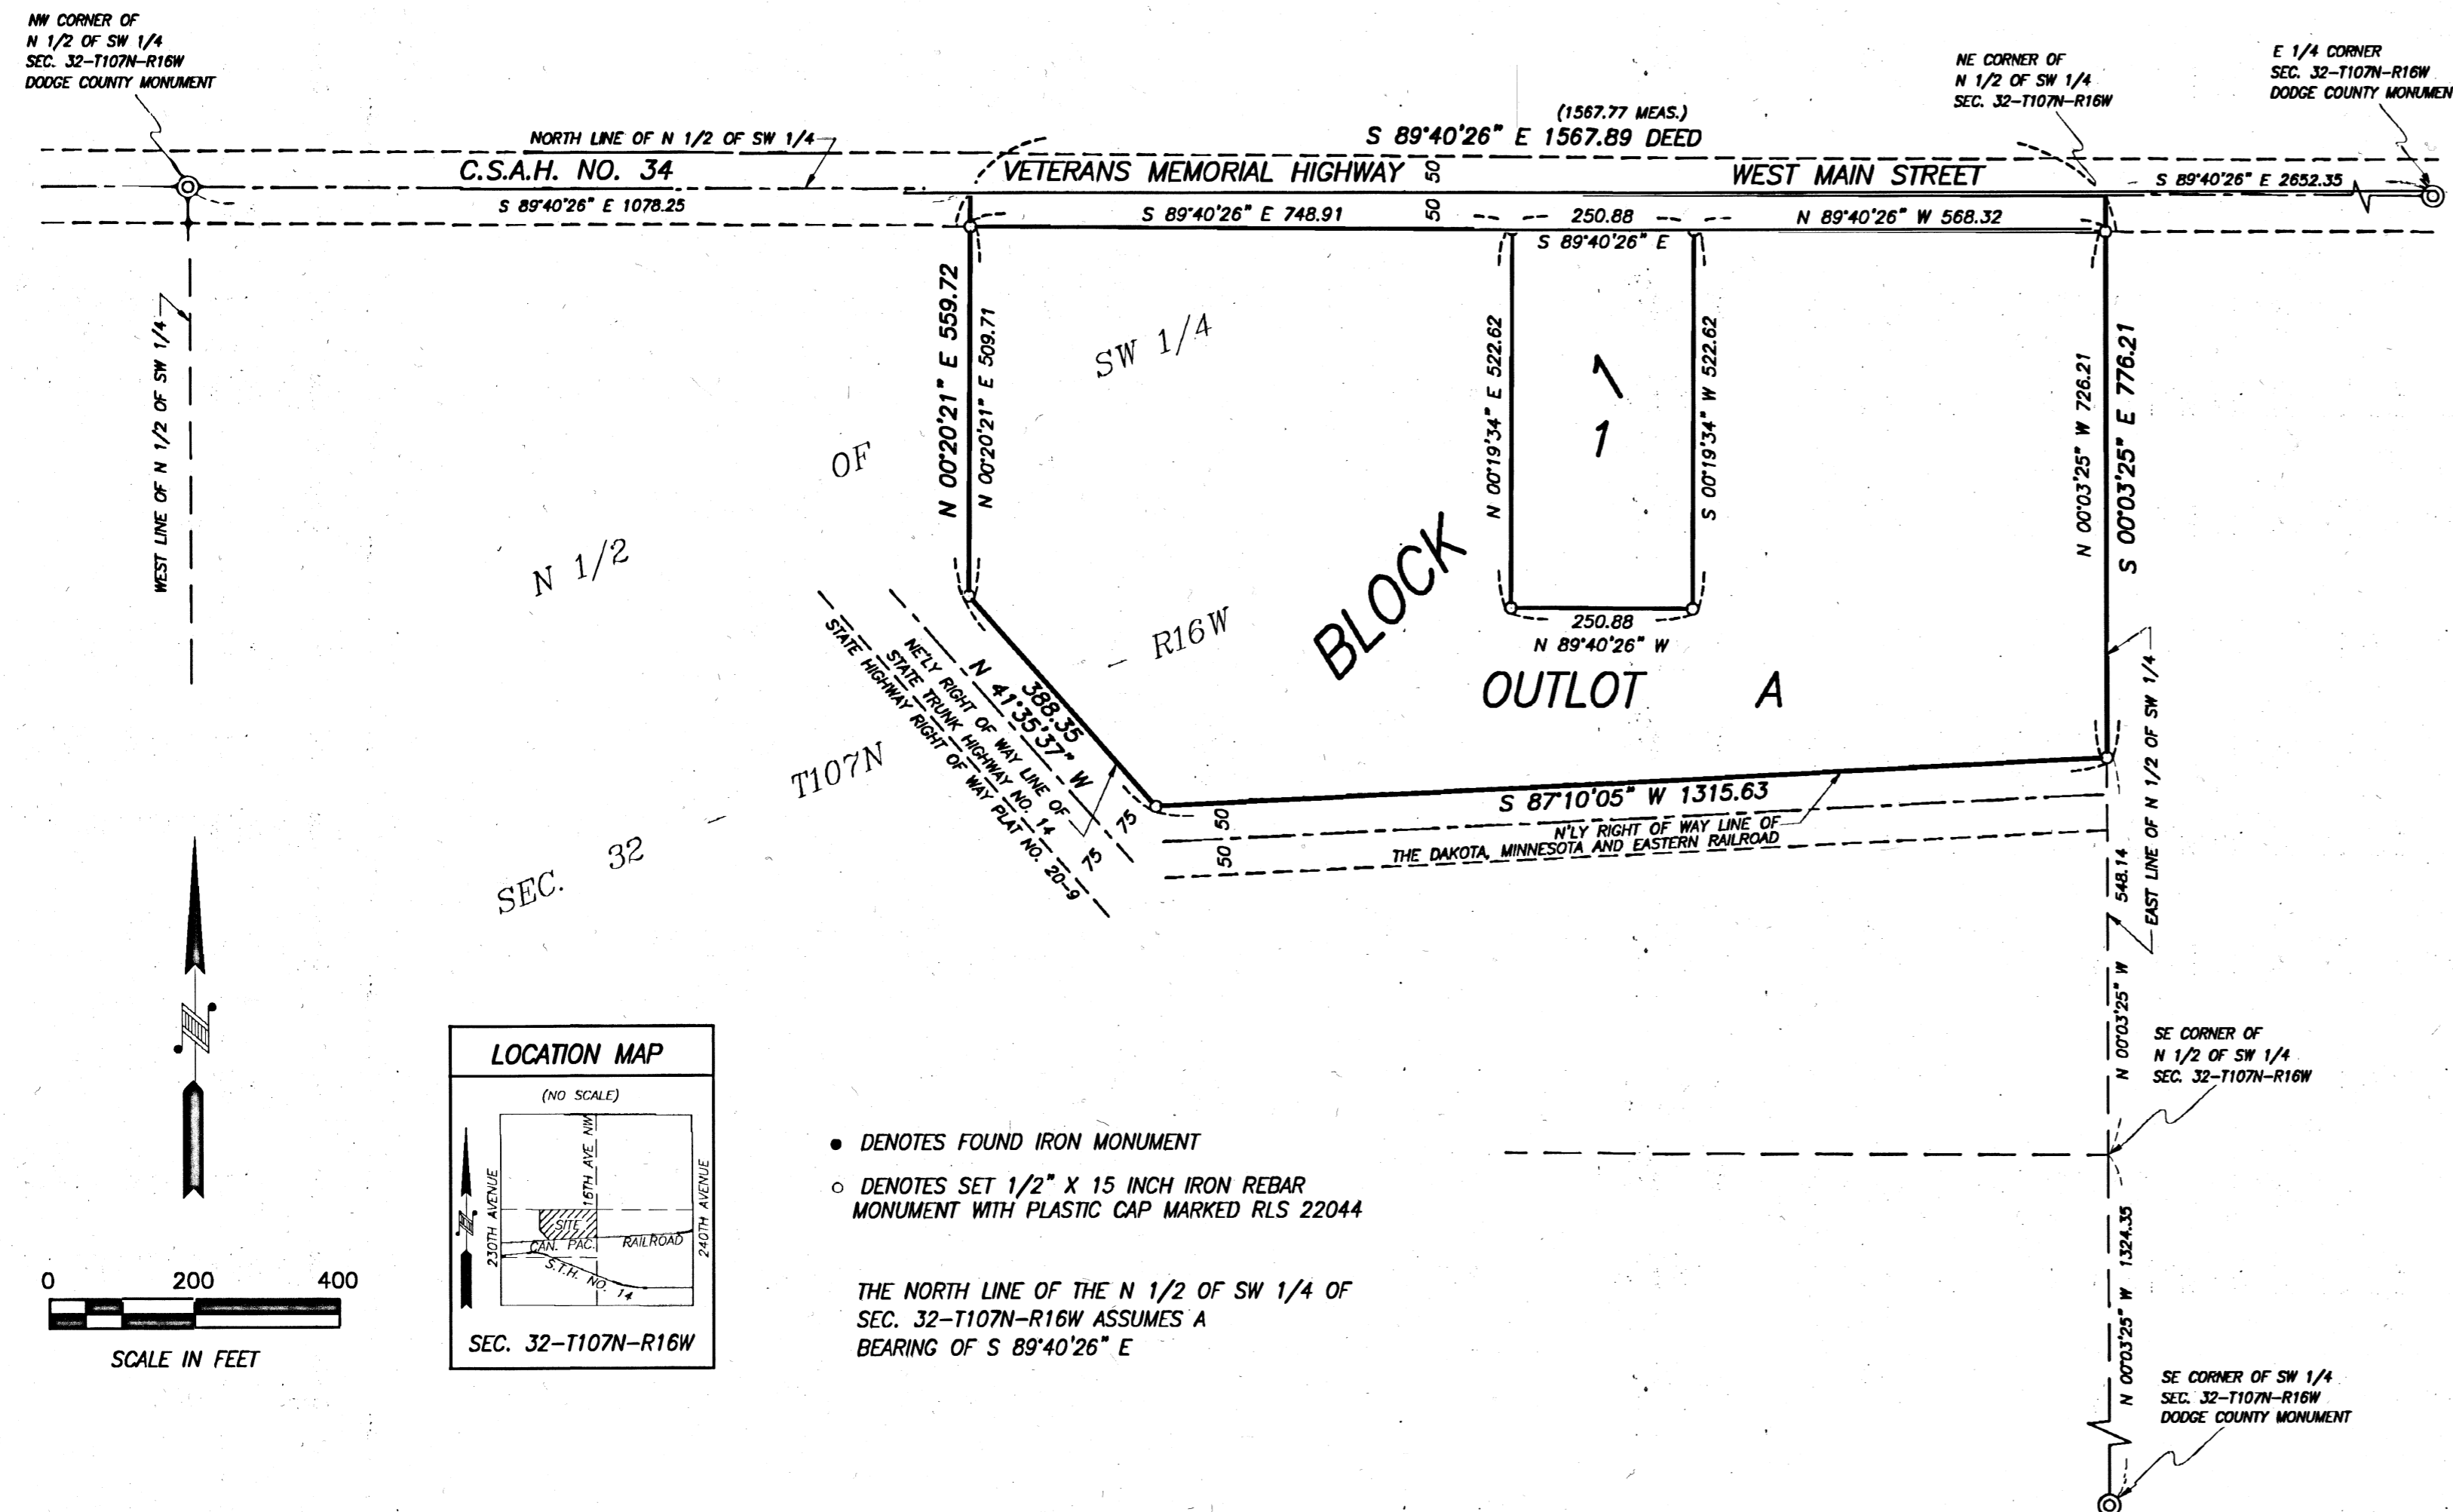 NW CORNER OF
N 1/2 OF SW 1/4
SEC. 32-T107N-R16W
DODGE COUNTY MONUMENT
NE CORNER OF
N 1/2 OF SW 1/4
SEC. 32-T107N-R16W
E 1/4 CORNER
SEC. 32-T107N-R16W
DODGE COUNTY MONUMEN
(1567.77 MEAS.)
S 89°40'26" E 1567.89 DEED
NORTH LINE OF N 1/2 OF SW 1/4
C.S.A.H. NO. 34
VETERANS MEMORIAL HIGHWAY
50
WEST MAIN STREET
S 89°40'26" E 2652.35
S 89°40'26" E 1078.25
S 89°40'26" E 748.91
50
250.88
S 89°40'26" E
N 89°40'26" W 568.32
WEST LINE OF N 1/2 OF SW 1/4
N 00°20'21" E 559.72
N 00°20'21" E 509.71
SW 1/4
N 00°19'34" E 522.62
1
1
S 00°19'34" W 522.62
N 00°03'25" W 726.21
S 00°03'25" E 776.21
OF
N 1/2
BLOCK
250.88
N 89°40'26" W
OUTLOT A
- R16W
T107N
-
SEC. 32
388.35
N 41°35'37" W
NE'LY RIGHT OF WAY LINE OF
STATE TRUNK HIGHWAY NO. 14
STATE HIGHWAY RIGHT OF WAY PLAT NO. 20-9
75
75
50
50
S 87°10'05" W 1315.63
N'LY RIGHT OF WAY LINE OF
THE DAKOTA, MINNESOTA AND EASTERN RAILROAD
EAST LINE OF N 1/2 OF SW 1/4
N 00°03'25" W 548.14
SE CORNER OF
N 1/2 OF SW 1/4
SEC. 32-T107N-R16W
N 00°03'25" W 1324.35
SE CORNER OF SW 1/4
SEC. 32-T107N-R16W
DODGE COUNTY MONUMENT
LOCATION MAP
(NO SCALE)
16TH AVE NW
230TH AVENUE
240TH AVENUE
SITE
CAN. PAC. RAILROAD
S.T.H. NO. 14
SEC. 32-T107N-R16W
DENOTES FOUND IRON MONUMENT
DENOTES SET 1/2" X 15 INCH IRON REBAR
MONUMENT WITH PLASTIC CAP MARKED RLS 22044
THE NORTH LINE OF THE N 1/2 OF SW 1/4 OF
SEC. 32-T107N-R16W ASSUMES A
BEARING OF S 89°40'26" E
0 200 400
SCALE IN FEET